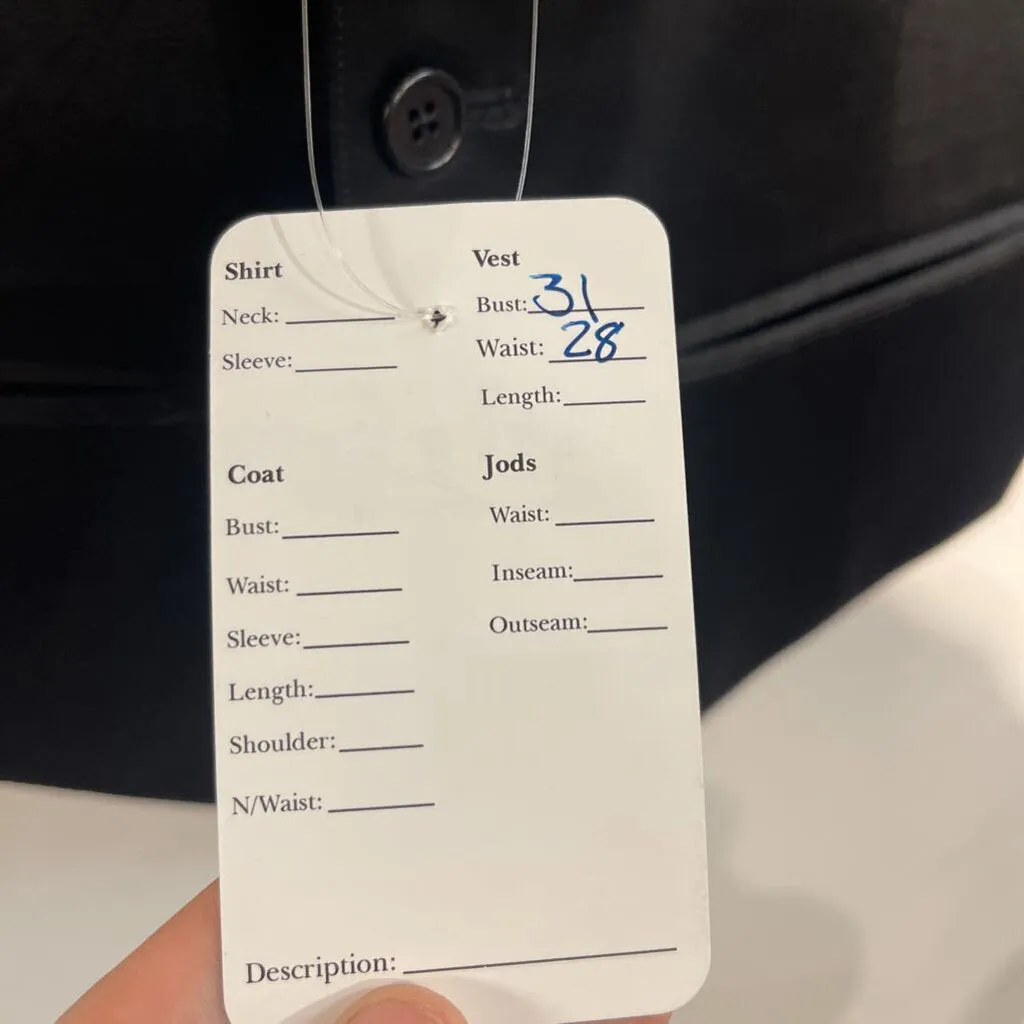 Shirt
Neck:
Sleeve:
Vest
Bust: 31
Waist: 28
Length:
Coat
Bust:
Waist:
Sleeve:
Length:
Shoulder:
N/Waist:
Jods
Waist:
Inseam:
Outseam:
Description: